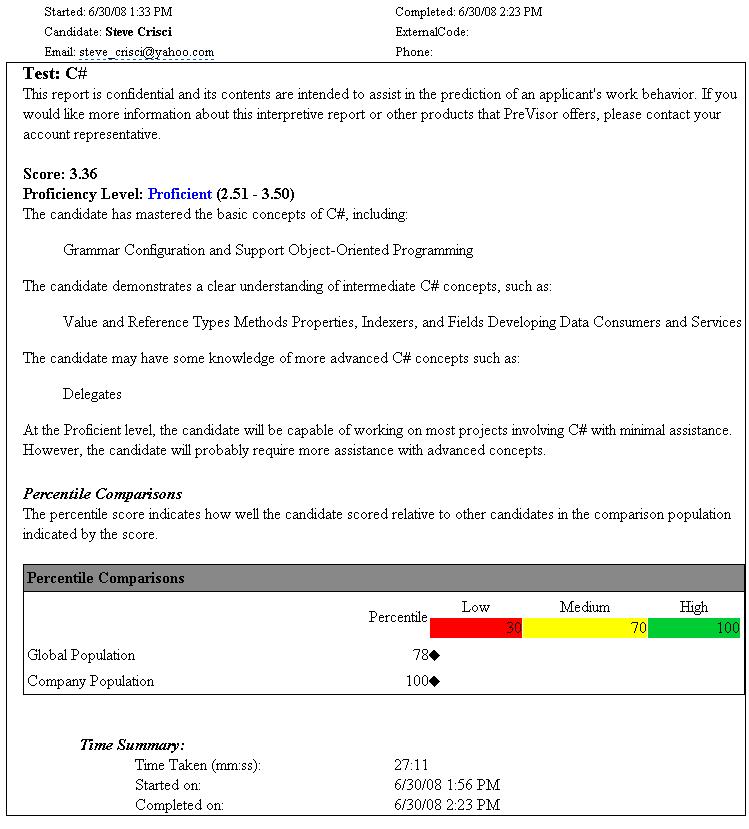 Started: 6/30/08 1:33 PM Completed: 6/30/08 2:23 PM
Candidate: Steve Crisci ExternalCode:
Email: steve_crisci@yahoo.com Phone:
Test: C#
This report is confidential and its contents are intended to assist in the prediction of an applicant's work behavior. If you
would like more information about this interpretive report or other products that PreVisor offers, please contact your
account representative.
Score: 3.36
Proficiency Level: Proficient (2.51 - 3.50)
The candidate has mastered the basic concepts of C#, including:
Grammar Configuration and Support Object-Oriented Programming
The candidate demonstrates a clear understanding of intermediate C# concepts, such as:
Value and Reference Types Methods Properties, Indexers, and Fields Developing Data Consumers and Services
The candidate may have some knowledge of more advanced C# concepts such as:
Delegates
At the Proficient level, the candidate will be capable of working on most projects involving C# with minimal assistance.
However, the candidate will probably require more assistance with advanced concepts.
Percentile Comparisons
The percentile score indicates how well the candidate scored relative to other candidates in the comparison population
indicated by the score.
Percentile Comparisons
Percentile Low Medium High
30 70 100
Global Population 78
Company Population 100
Time Summary:
Time Taken (mm:ss): 27:11
Started on: 6/30/08 1:56 PM
Completed on: 6/30/08 2:23 PM